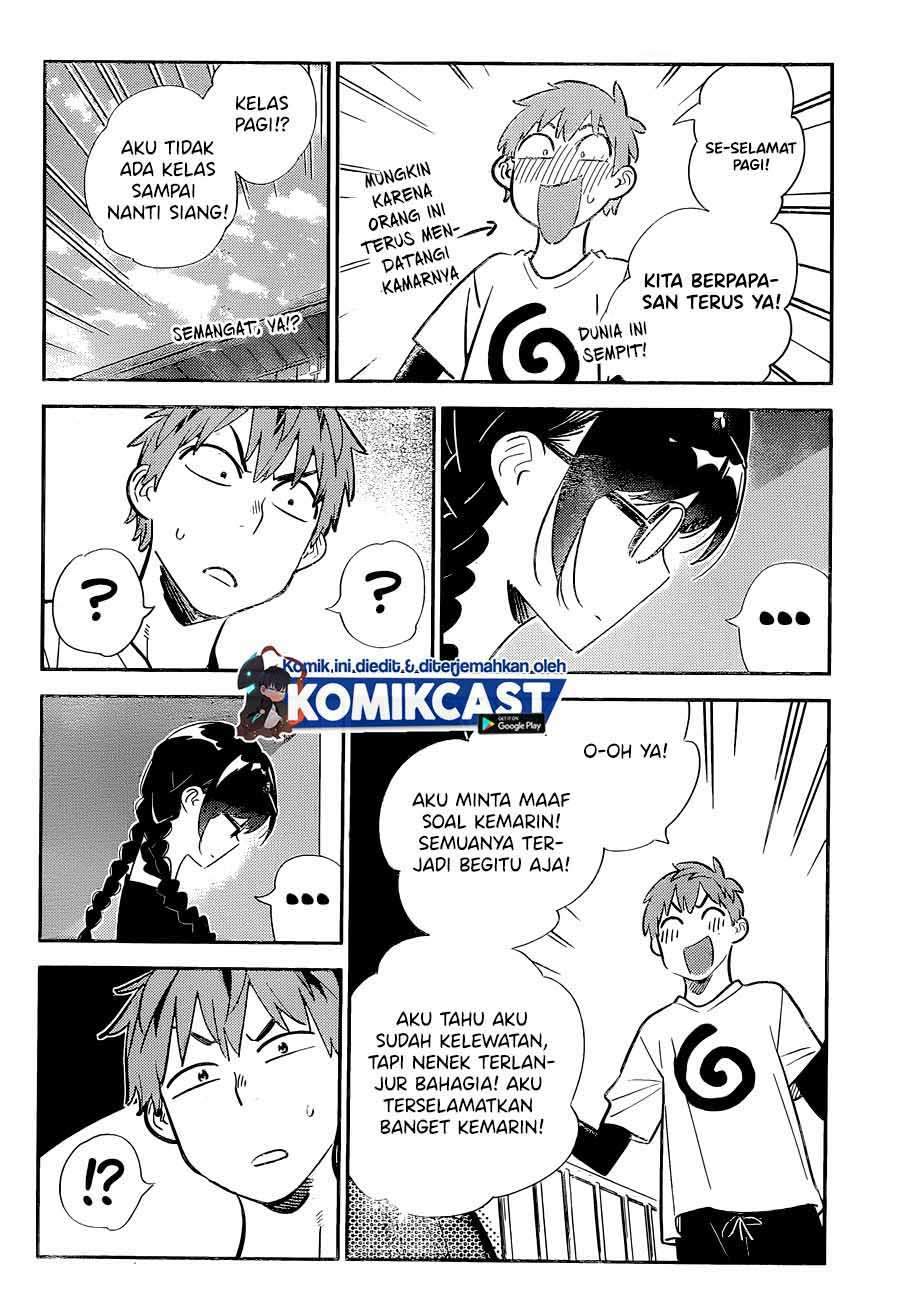 SE-SELAMAT
PAGI!
KITA BERPAPA-
SAN TERUS YA!
DUNIA INI
SEMPIT!
MUNGKIN
KARENA
ORANG INI
TERUS MEN-
DATANGI
KAMARNYA
KELAS
PAGI!?
AKU TIDAK
ADA KELAS
SAMPAI
NANTI SIANG!
SEMANGAT, YA!?
...
?
?
Komik ini diedit & diterjemahkan oleh
KOMIKCAST
GET IT ON
Google Play
O-OH YA!
AKU MINTA MAAF
SOAL KEMARIN!
SEMUANYA TER-
JADI BEGITU AJA!
AKU TAHU AKU
SUDAH KELEWATAN,
TAPI NENEK TERLAN-
JUR BAHAGIA! AKU
TERSELAMATKAN
BANGET KEMARIN!
...
!?